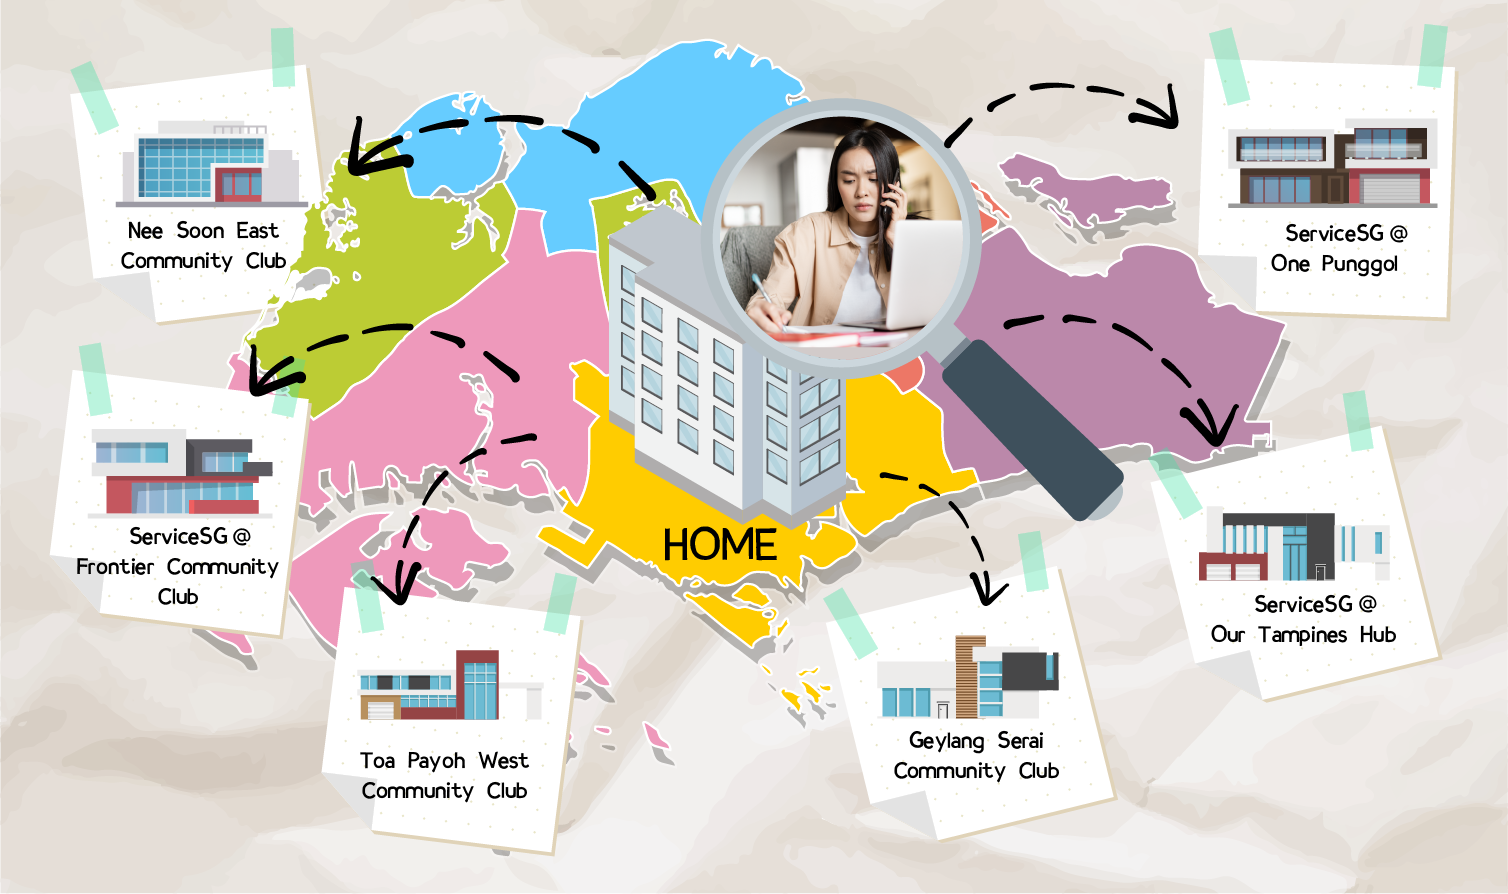 Nee Soon East
Community Club
ServiceSG @
One Punggol
ServiceSG @
Frontier Community
Club
HOME
ServiceSG @
Our Tampines Hub
Toa Payoh West
Community Club
Geylang Serai
Community Club